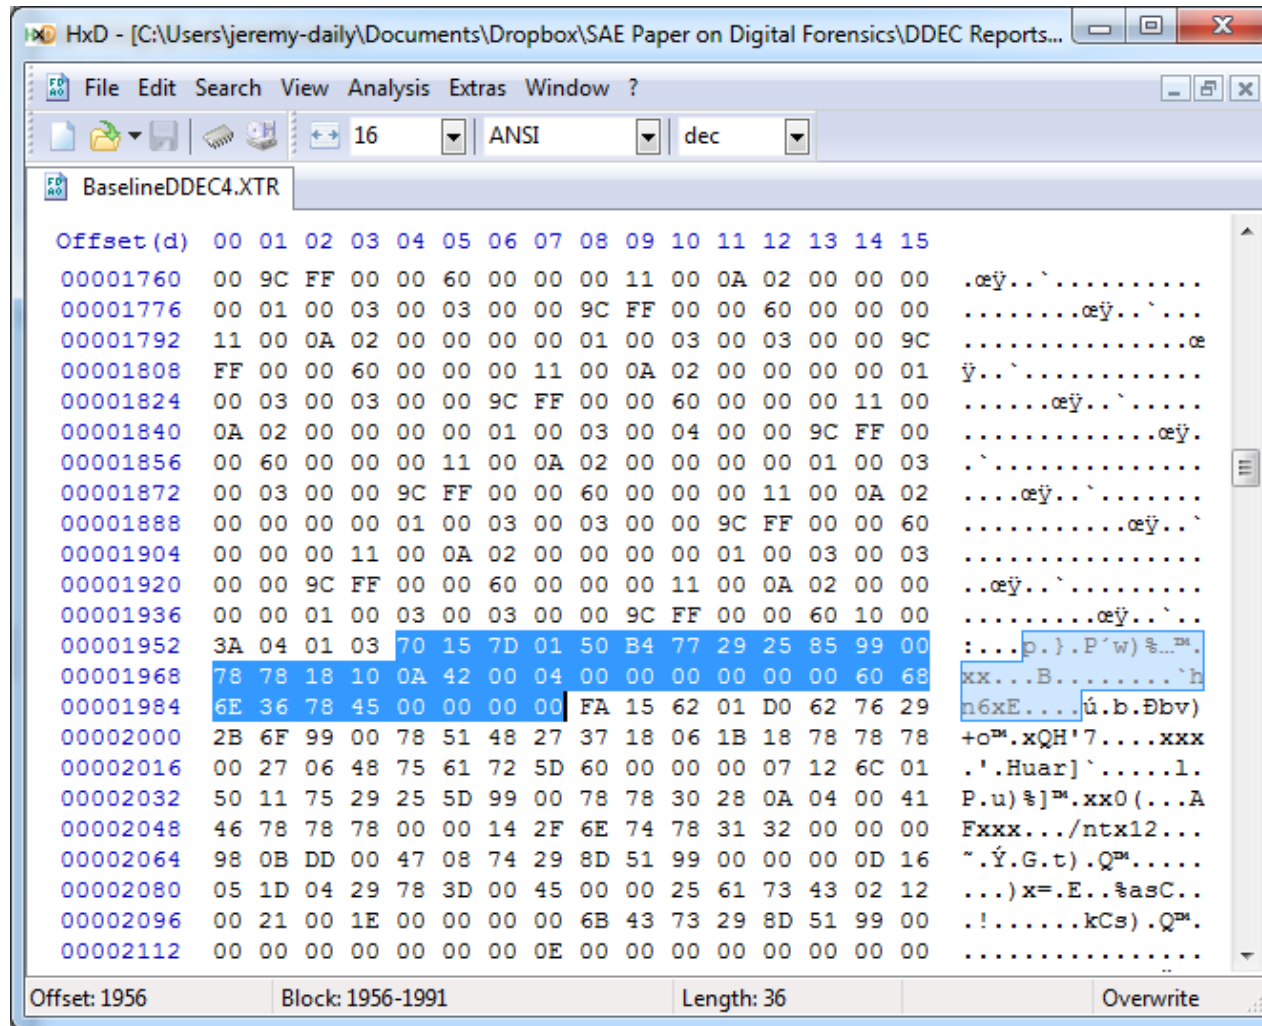 HxD - [C:\Users\jeremy-daily\Documents\Dropbox\SAE Paper on Digital Forensics\DDEC Reports...
File Edit Search View Analysis Extras Window ?
16 ANSI dec
BaselineDDEC4.XTR
Offset(d) 00 01 02 03 04 05 06 07 08 09 10 11 12 13 14 15
00001760 00 9C FF 00 00 60 00 00 00 11 00 0A 02 00 00 00 .œÿ..`..........
00001776 00 01 00 03 00 03 00 00 9C FF 00 00 60 00 00 00 ........œÿ..`...
00001792 11 00 0A 02 00 00 00 00 01 00 03 00 03 00 00 9C ...............œ
00001808 FF 00 00 60 00 00 00 11 00 0A 02 00 00 00 00 01 ÿ..`............
00001824 00 03 00 03 00 00 9C FF 00 00 60 00 00 00 11 00 ......œÿ..`.....
00001840 0A 02 00 00 00 00 01 00 03 00 04 00 00 9C FF 00 .............œÿ.
00001856 00 60 00 00 00 11 00 0A 02 00 00 00 00 01 00 03 .`..............
00001872 00 03 00 00 9C FF 00 00 60 00 00 00 11 00 0A 02 ....œÿ..`.......
00001888 00 00 00 00 01 00 03 00 03 00 00 9C FF 00 00 60 ...........œÿ..`
00001904 00 00 00 11 00 0A 02 00 00 00 00 01 00 03 00 03 ................
00001920 00 00 9C FF 00 00 60 00 00 00 11 00 0A 02 00 00 ..œÿ..`.........
00001936 00 00 01 00 03 00 03 00 00 9C FF 00 00 60 10 00 .........œÿ..`..
00001952 3A 04 01 03 70 15 7D 01 50 B4 77 29 25 85 99 00 :...p.}.P´w)%…™.
00001968 78 78 18 10 0A 42 00 04 00 00 00 00 00 00 60 68 xx...B........`h
00001984 6E 36 78 45 00 00 00 00 FA 15 62 01 D0 62 76 29 n6xE....ú.b.Ðbv)
00002000 2B 6F 99 00 78 51 48 27 37 18 06 1B 18 78 78 78 +o™.xQH'7....xxx
00002016 00 27 06 48 75 61 72 5D 60 00 00 00 07 12 6C 01 .'.Huar]`.....l.
00002032 50 11 75 29 25 5D 99 00 78 78 30 28 0A 04 00 41 P.u)%]™.xx0(...A
00002048 46 78 78 78 00 00 14 2F 6E 74 78 31 32 00 00 00 Fxxx.../ntx12...
00002064 98 0B DD 00 47 08 74 29 8D 51 99 00 00 00 0D 16 ˜.Ý.G.t).Q™.....
00002080 05 1D 04 29 78 3D 00 45 00 00 25 61 73 43 02 12 ...)x=.E..%asC..
00002096 00 21 00 1E 00 00 00 00 6B 43 73 29 8D 51 99 00 .!......kCs).Q™.
00002112 00 00 00 00 00 00 00 0E 00 00 00 00 00 00 00 00 ................
Offset: 1956 Block: 1956-1991 Length: 36 Overwrite